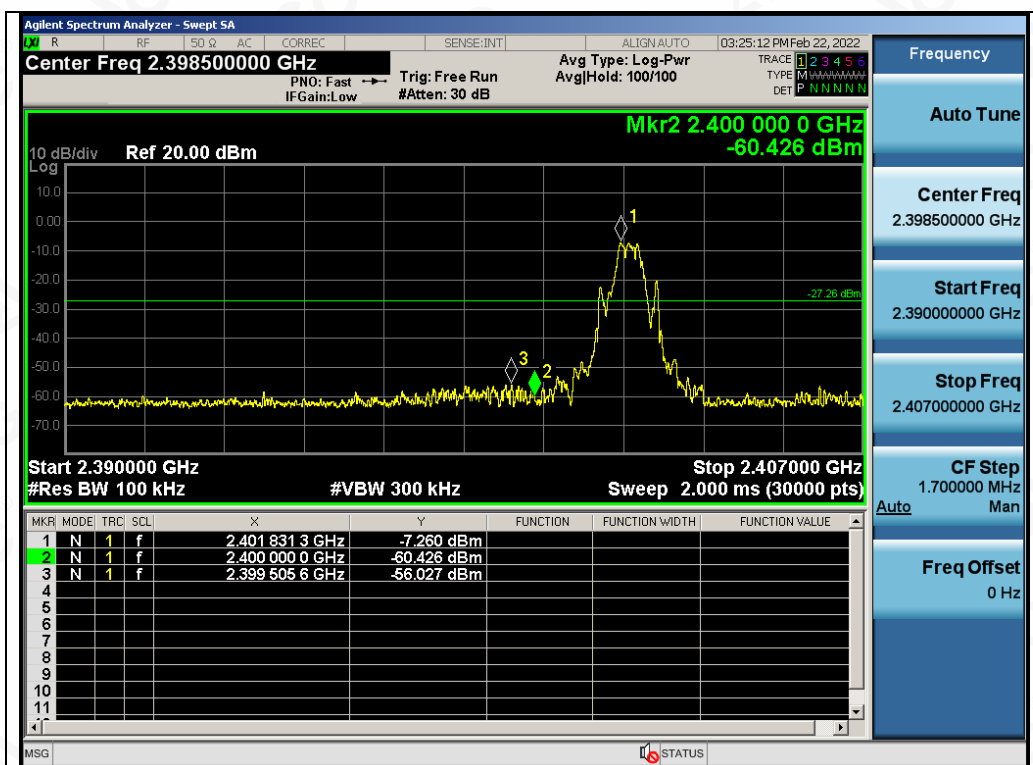 Agilent Spectrum Analyzer - Swept SA
LXI R RF 50 Ω AC CORREC SENSE:INT ALIGN AUTO 03:25:12 PM Feb 22, 2022
Center Freq 2.398500000 GHz
PNO: Fast
IFGain:Low
Trig: Free Run
#Atten: 30 dB
Avg Type: Log-Pwr
Avg|Hold: 100/100
TRACE 1 2 3 4 5 6
TYPE M WWWWW
DET P N N N N N
Mkr2 2.400 000 0 GHz
-60.426 dBm
10 dB/div Ref 20.00 dBm
Log
10.0
0.00
-10.0
-20.0
-30.0
-40.0
-50.0
-60.0
-70.0
1
-27.26 dBm
3
2
Start 2.390000 GHz Stop 2.407000 GHz
#Res BW 100 kHz #VBW 300 kHz Sweep 2.000 ms (30000 pts)
MKR MODE TRC SCL X Y FUNCTION FUNCTION WIDTH FUNCTION VALUE
1 N 1 f 2.401 831 3 GHz -7.260 dBm
2 N 1 f 2.400 000 0 GHz -60.426 dBm
3 N 1 f 2.399 505 6 GHz -56.027 dBm
4
5
6
7
8
9
10
11
MSG STATUS
Frequency
Auto Tune
Center Freq
2.398500000 GHz
Start Freq
2.390000000 GHz
Stop Freq
2.407000000 GHz
CF Step
1.700000 MHz
Auto Man
Freq Offset
0 Hz